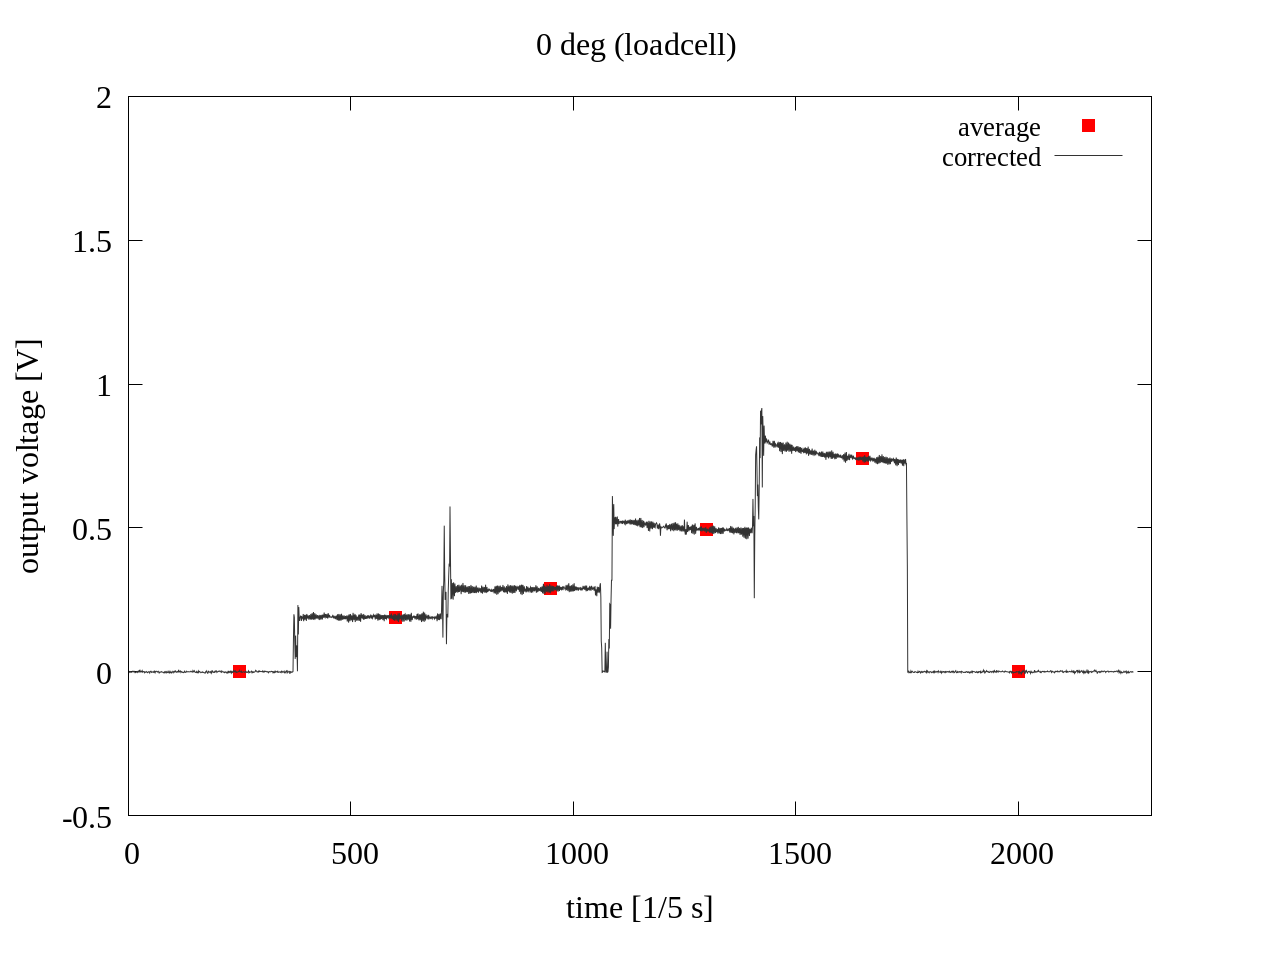 0 deg (loadcell)
average
corrected
2
1.5
1
0.5
0
-0.5
output voltage [V]
0 500 1000 1500 2000
time [1/5 s]